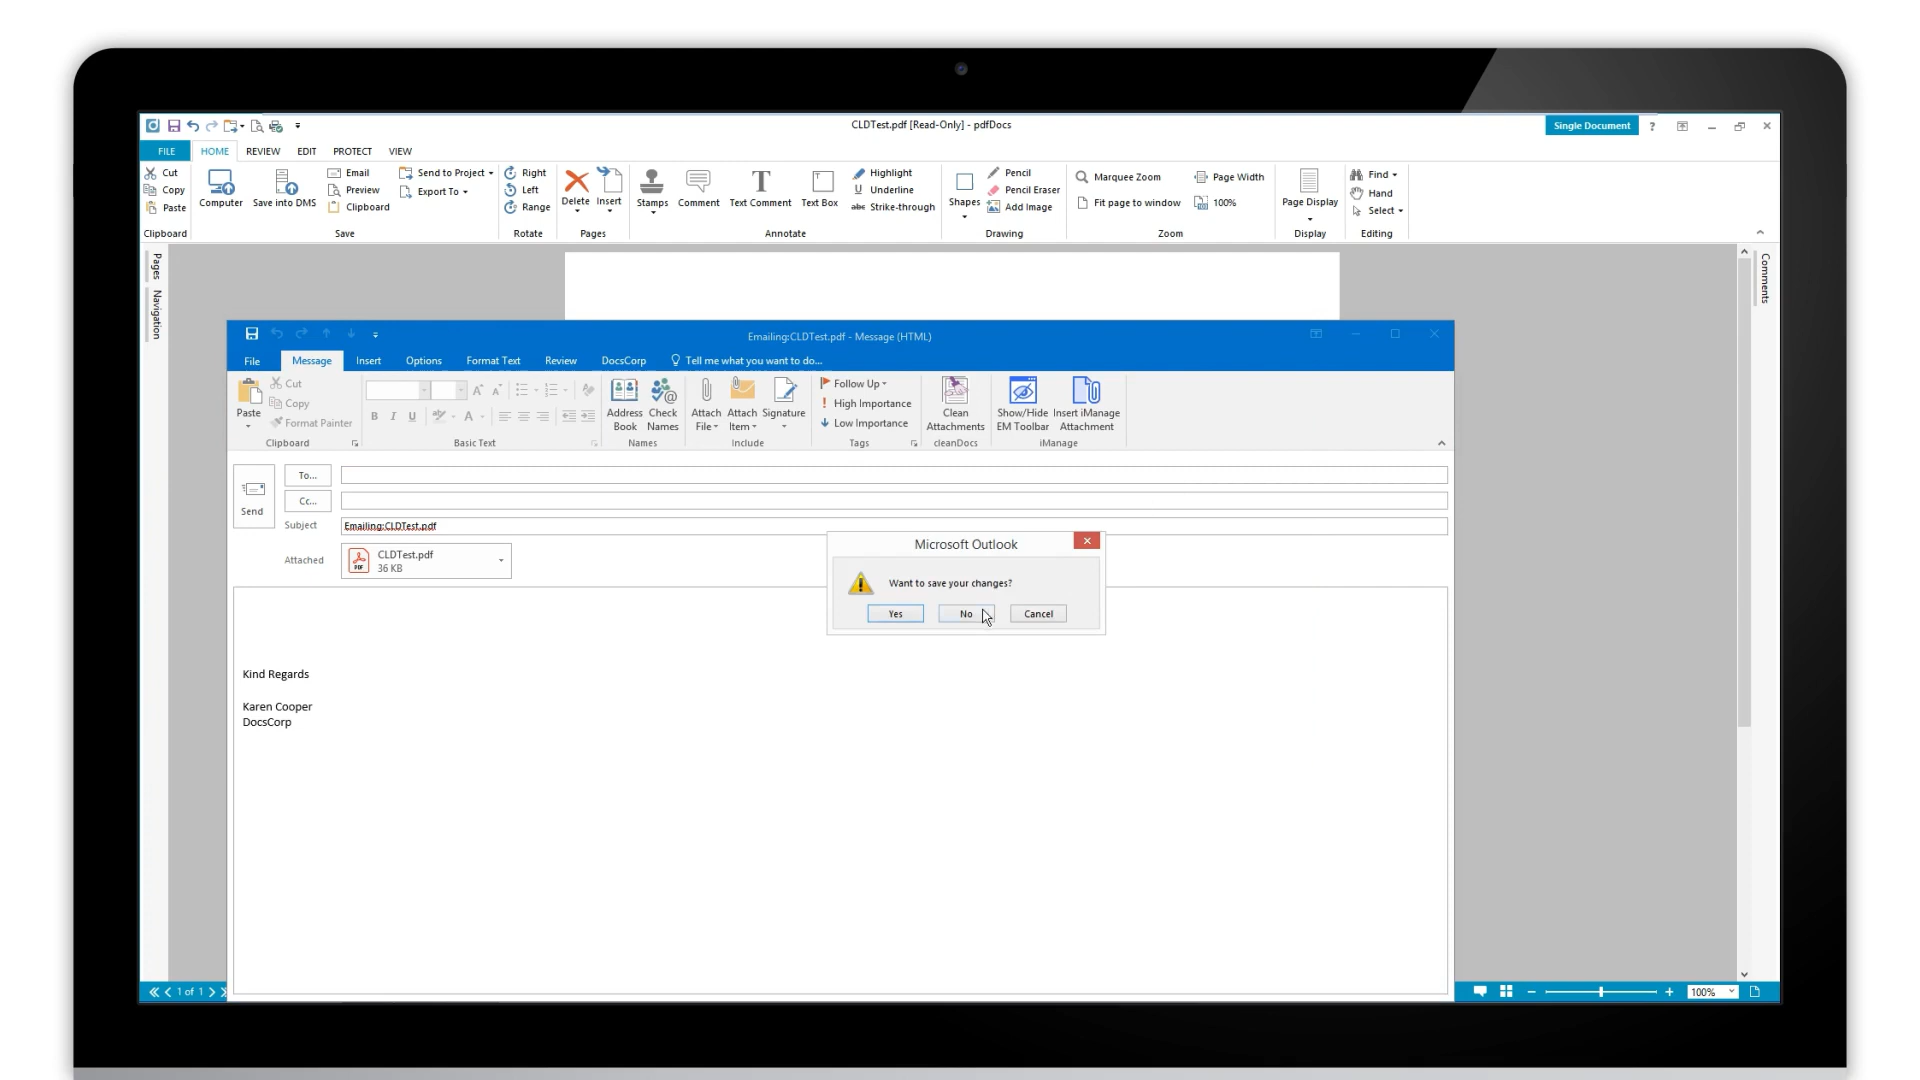 CLDTest.pdf [Read-Only] - pdfDocs
Single Document
?
FILE HOME REVIEW EDIT PROTECT VIEW
Cut
Copy
Paste
Clipboard
Computer
Save into DMS
Email
Preview
Clipboard
Send to Project
Export To
Save
Right
Left
Range
Rotate
Delete
Insert
Pages
Stamps
Comment
T
Text Comment
Text Box
Highlight
U Underline
abc Strike-through
Annotate
Shapes
Pencil
Pencil Eraser
Add Image
Drawing
Marquee Zoom
Fit page to window
Page Width
100%
Zoom
Page Display
Display
Find
Hand
Select
Editing
Pages
Navigation
Comments
Emailing:CLDTest.pdf - Message (HTML)
File Message Insert Options Format Text Review DocsCorp Tell me what you want to do...
Paste
Cut
Copy
Format Painter
Clipboard
B I U
Basic Text
Address Book
Check Names
Names
Attach File
Attach Item
Signature
Include
Follow Up
! High Importance
Low Importance
Tags
Clean Attachments
cleanDocs
Show/Hide EM Toolbar
Insert iManage Attachment
iManage
Send
To...
Cc...
Subject Emailing:CLDTest.pdf
Attached
PDF
CLDTest.pdf
36 KB
Microsoft Outlook
Want to save your changes?
Yes No Cancel
Kind Regards
Karen Cooper
DocsCorp
1 of 1
100%